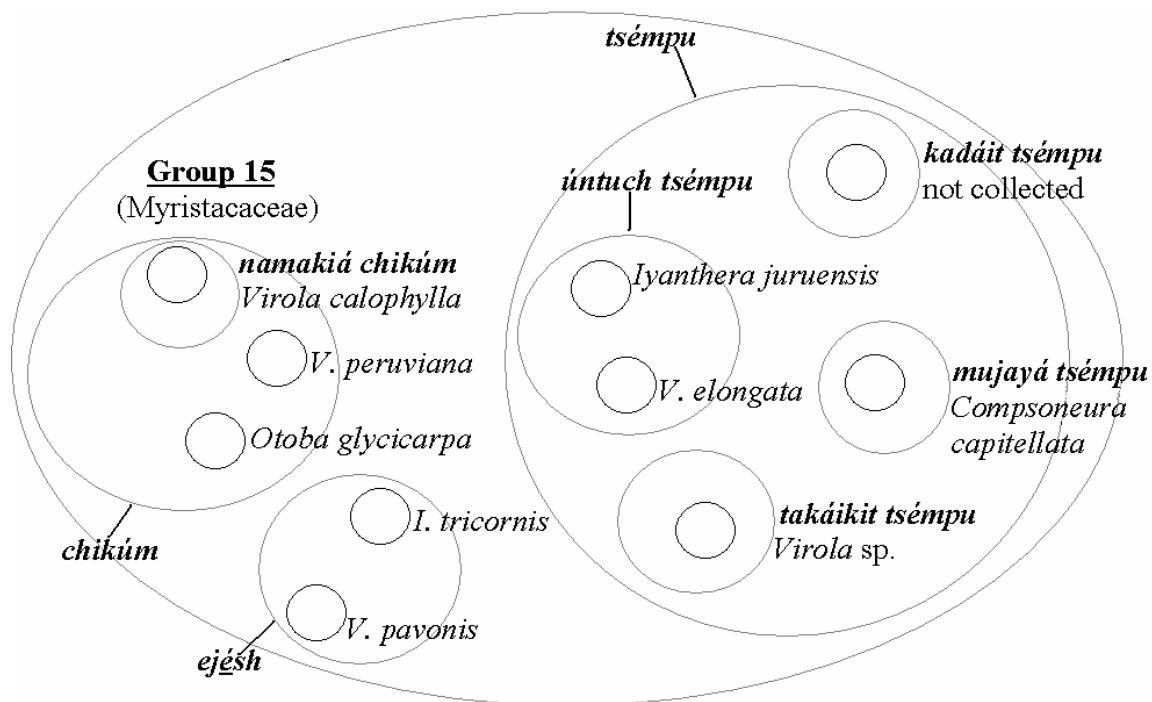 tsémpu
Group 15
(Myristacaceae)
kadáit tsémpu
not collected
úntuch tsémpu
namakiá chikúm
Virola calophylla
Iyanthera juruensis
V. peruviana
V. elongata
mujayá tsémpu
Compsoneura
capitellata
Otoba glycicarpa
takáikit tsémpu
Virola sp.
I. tricornis
chikúm
V. pavonis
ejésh